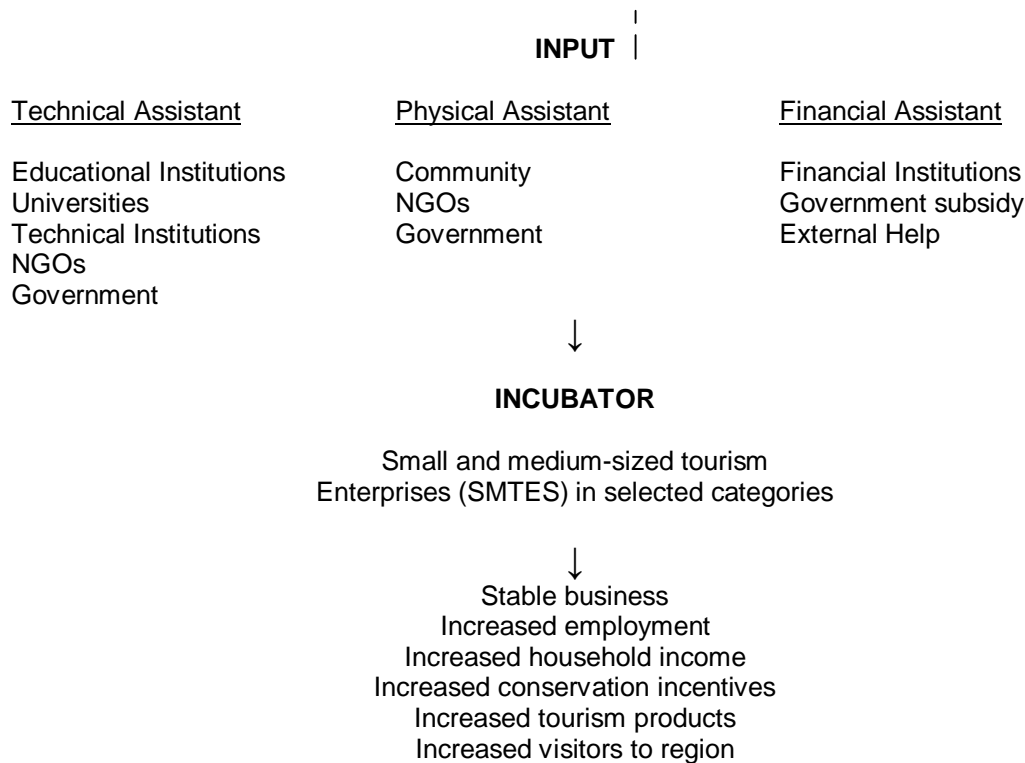 INPUT
Technical Assistant Physical Assistant Financial Assistant
Educational Institutions Community Financial Institutions
Universities NGOs Government subsidy
Technical Institutions Government External Help
NGOs
Government
↓
INCUBATOR
Small and medium-sized tourism
Enterprises (SMTES) in selected categories
↓
Stable business
Increased employment
Increased household income
Increased conservation incentives
Increased tourism products
Increased visitors to region